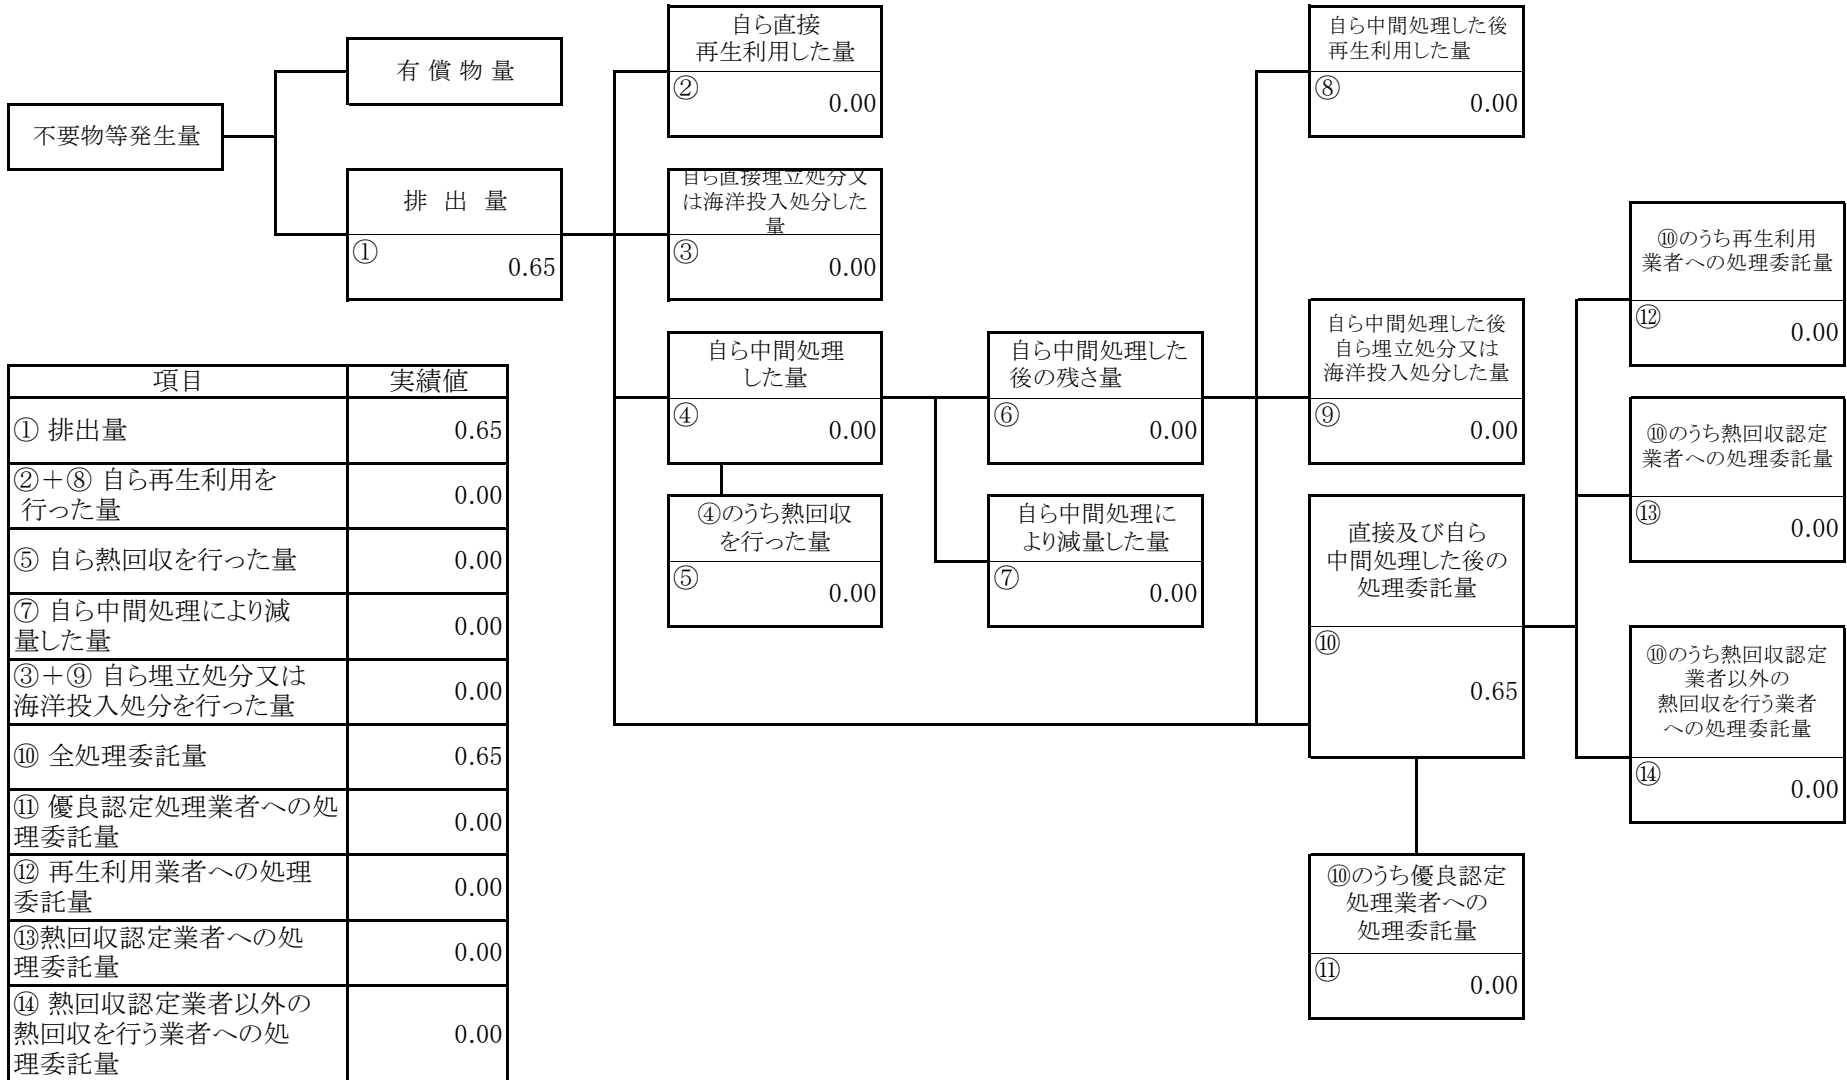 不要物等発生量
有 償 物 量
排 出 量
①
0.65
自ら直接
再生利用した量
②
0.00
自ら直接埋立処分又
は海洋投入処分した
量
③
0.00
自ら中間処理
した量
④
0.00
④のうち熱回収
を行った量
⑤
0.00
自ら中間処理した
後の残さ量
⑥
0.00
自ら中間処理に
より減量した量
⑦
0.00
自ら中間処理した後
再生利用した量
⑧
0.00
自ら中間処理した後
自ら埋立処分又は
海洋投入処分した量
⑨
0.00
直接及び自ら
中間処理した後の
処理委託量
⑩
0.65
⑩のうち優良認定
処理業者への
処理委託量
⑪
0.00
⑩のうち再生利用
業者への処理委託量
⑫
0.00
⑩のうち熱回収認定
業者への処理委託量
⑬
0.00
⑩のうち熱回収認定
業者以外の
熱回収を行う業者
への処理委託量
⑭
0.00
項目 実績値
① 排出量 0.65
②+⑧ 自ら再生利用を
行った量 0.00
⑤ 自ら熱回収を行った量 0.00
⑦ 自ら中間処理により減
量した量 0.00
③+⑨ 自ら埋立処分又は
海洋投入処分を行った量 0.00
⑩ 全処理委託量 0.65
⑪ 優良認定処理業者への処
理委託量 0.00
⑫ 再生利用業者への処理
委託量 0.00
⑬熱回収認定業者への処
理委託量 0.00
⑭ 熱回収認定業者以外の
熱回収を行う業者への処
理委託量 0.00